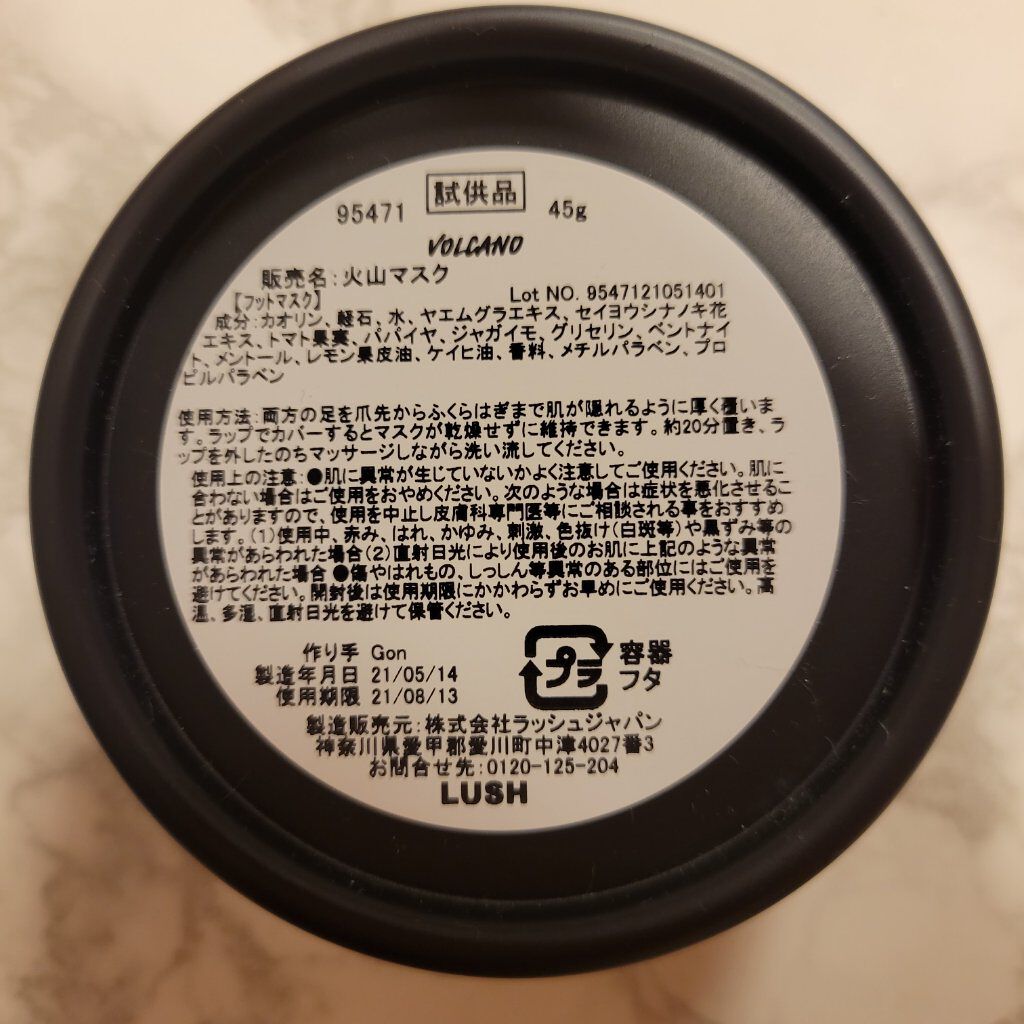 試供品
95471 45g
VOLCANO
販売名:火山マスク
【フットマスク】 Lot NO. 9547121051401
成分:カオリン、軽石、水、ヤエムグラエキス、セイヨウシナノキ花
エキス、トマト果実、パパイヤ、ジャガイモ、グリセリン、ベントナイ
ト、メントール、レモン果皮油、ケイヒ油、香料、メチルパラベン、プロ
ピルパラベン
使用方法:両方の足を爪先からふくらはぎまで肌が隠れるように厚く覆いま
す。ラップでカバーするとマスクが乾燥せずに維持できます。約20分置き、ラ
ップを外したのちマッサージしながら洗い流してください。
使用上の注意:●肌に異常が生じていないかよく注意してご使用ください。肌に
合わない場合はご使用をおやめください。次のような場合は症状を悪化させるこ
とがありますので、使用を中止し皮膚科専門医等にご相談される事をおすすめ
します。(1)使用中、赤み、はれ、かゆみ、刺激、色抜け(白斑等)や黒ずみ等の
異常があらわれた場合(2)直射日光により使用後のお肌に上記のような異常
があらわれた場合 ●傷やはれもの、しっしん等異常のある部位にはご使用を
避けてください。開封後は使用期限にかかわらずお早めにご使用ください。高
温、多湿、直射日光を避けて保管ください。
作り手 Gon
製造年月日 21/05/14
使用期限 21/08/13
プラ 容器
フタ
製造販売元:株式会社ラッシュジャパン
神奈川県愛甲郡愛川町中津4027番3
お問合せ先:0120-125-204
LUSH